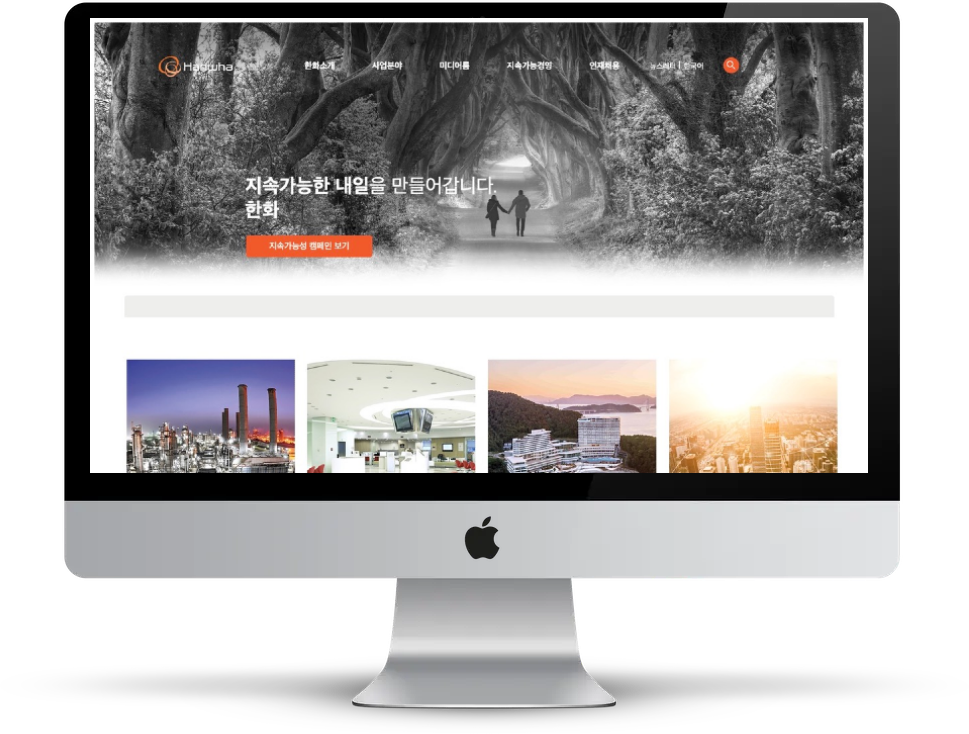 Hanwha
한화소개 사업분야 미디어룸 지속가능경영 인재채용 뉴스레터 | 한국어
지속가능한 내일을 만들어갑니다.
한화
지속가능성 캠페인 보기